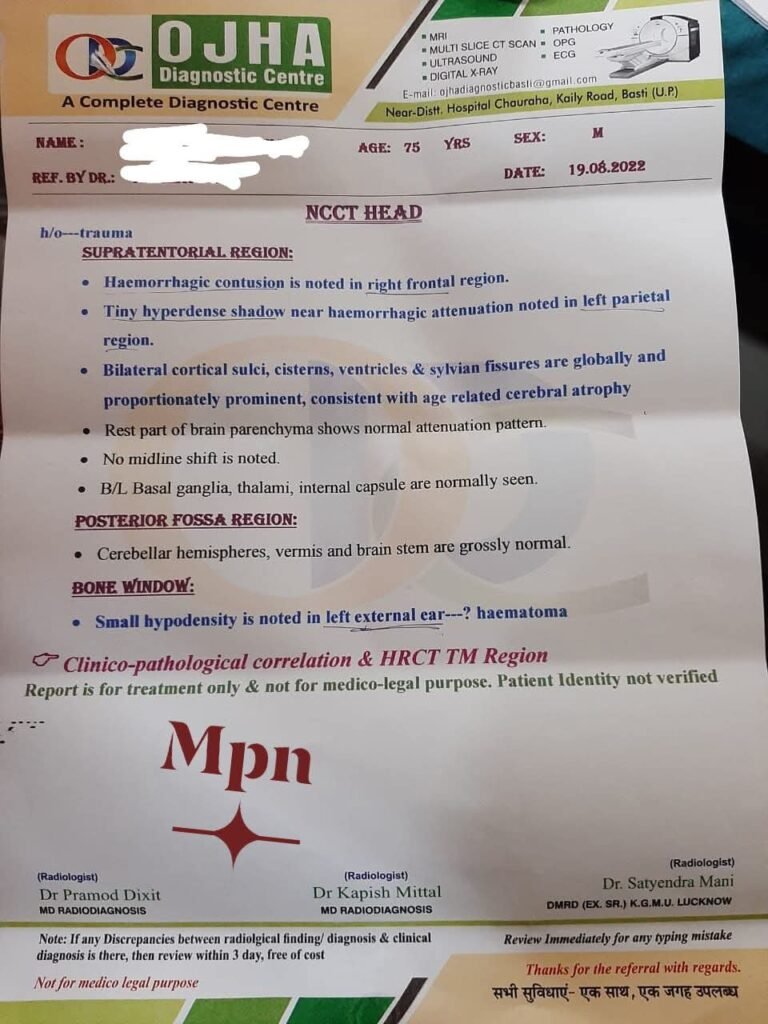 OJHA
Diagnostic Centre
A Complete Diagnostic Centre
▪ MRI
▪ MULTI SLICE CT SCAN
▪ ULTRASOUND
▪ DIGITAL X-RAY
▪ PATHOLOGY
▪ OPG
▪ ECG
E-mail: ojhadiagnosticbasti@gmail.com
Near-Distt. Hospital Chauraha, Kaily Road, Basti (U.P.)
NAME : AGE: 75 YRS SEX: M
REF. BY DR.: DATE: 19.08.2022
NCCT HEAD
h/o---trauma
SUPRATENTORIAL REGION:
• Haemorrhagic contusion is noted in right frontal region.
• Tiny hyperdense shadow near haemorrhagic attenuation noted in left parietal
region.
• Bilateral cortical sulci, cisterns, ventricles & sylvian fissures are globally and
proportionately prominent, consistent with age related cerebral atrophy
• Rest part of brain parenchyma shows normal attenuation pattern.
• No midline shift is noted.
• B/L Basal ganglia, thalami, internal capsule are normally seen.
POSTERIOR FOSSA REGION:
• Cerebellar hemispheres, vermis and brain stem are grossly normal.
BONE WINDOW:
• Small hypodensity is noted in left external ear---? haematoma
☞ Clinico-pathological correlation & HRCT TM Region
Report is for treatment only & not for medico-legal purpose. Patient Identity not verified
Mpn
(Radiologist)
Dr Pramod Dixit
MD RADIODIAGNOSIS
(Radiologist)
Dr Kapish Mittal
MD RADIODIAGNOSIS
(Radiologist)
Dr. Satyendra Mani
DMRD (EX. SR.) K.G.M.U. LUCKNOW
Note: If any Discrepancies between radiolgical finding/ diagnosis & clinical
diagnosis is there, then review within 3 day, free of cost
Not for medico legal purpose
Review Immediately for any typing mistake
Thanks for the referral with regards.
सभी सुविधाएं- एक साथ, एक जगह उपलब्ध